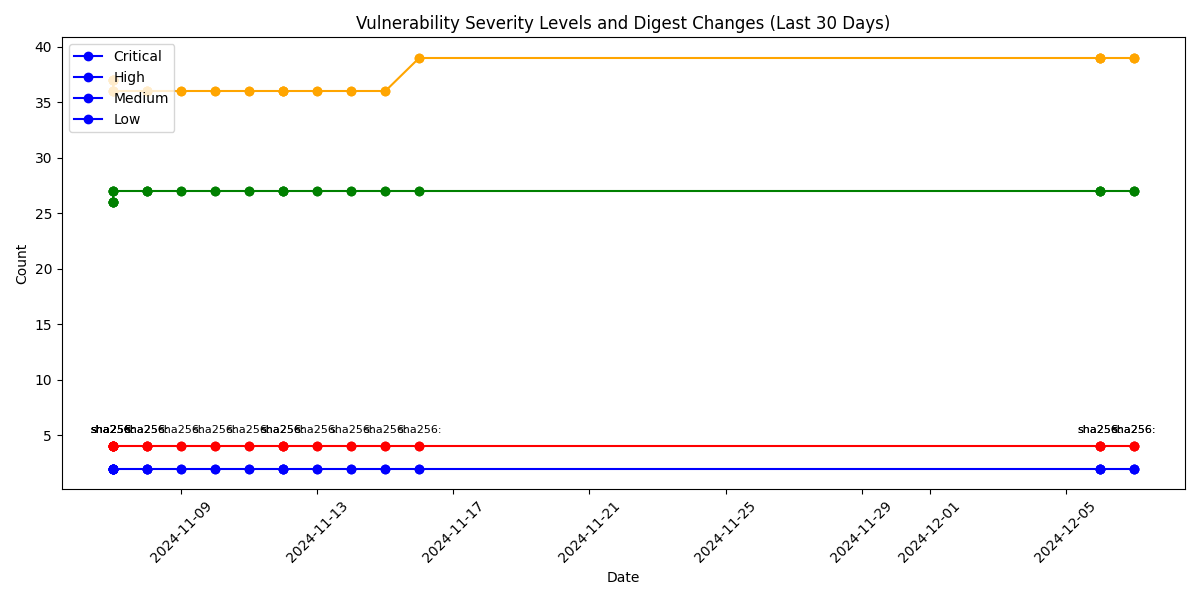 Vulnerability Severity Levels and Digest Changes (Last 30 Days)
40
35
30
25
20
15
10
5
Count
Critical
High
Medium
Low
sha256: sha256: sha256: sha256: sha256: sha256: sha256: sha256: sha256: sha256: sha256: sha256:
2024-11-09
2024-11-13
2024-11-17
2024-11-21
2024-11-25
2024-11-29
2024-12-01
2024-12-05
Date